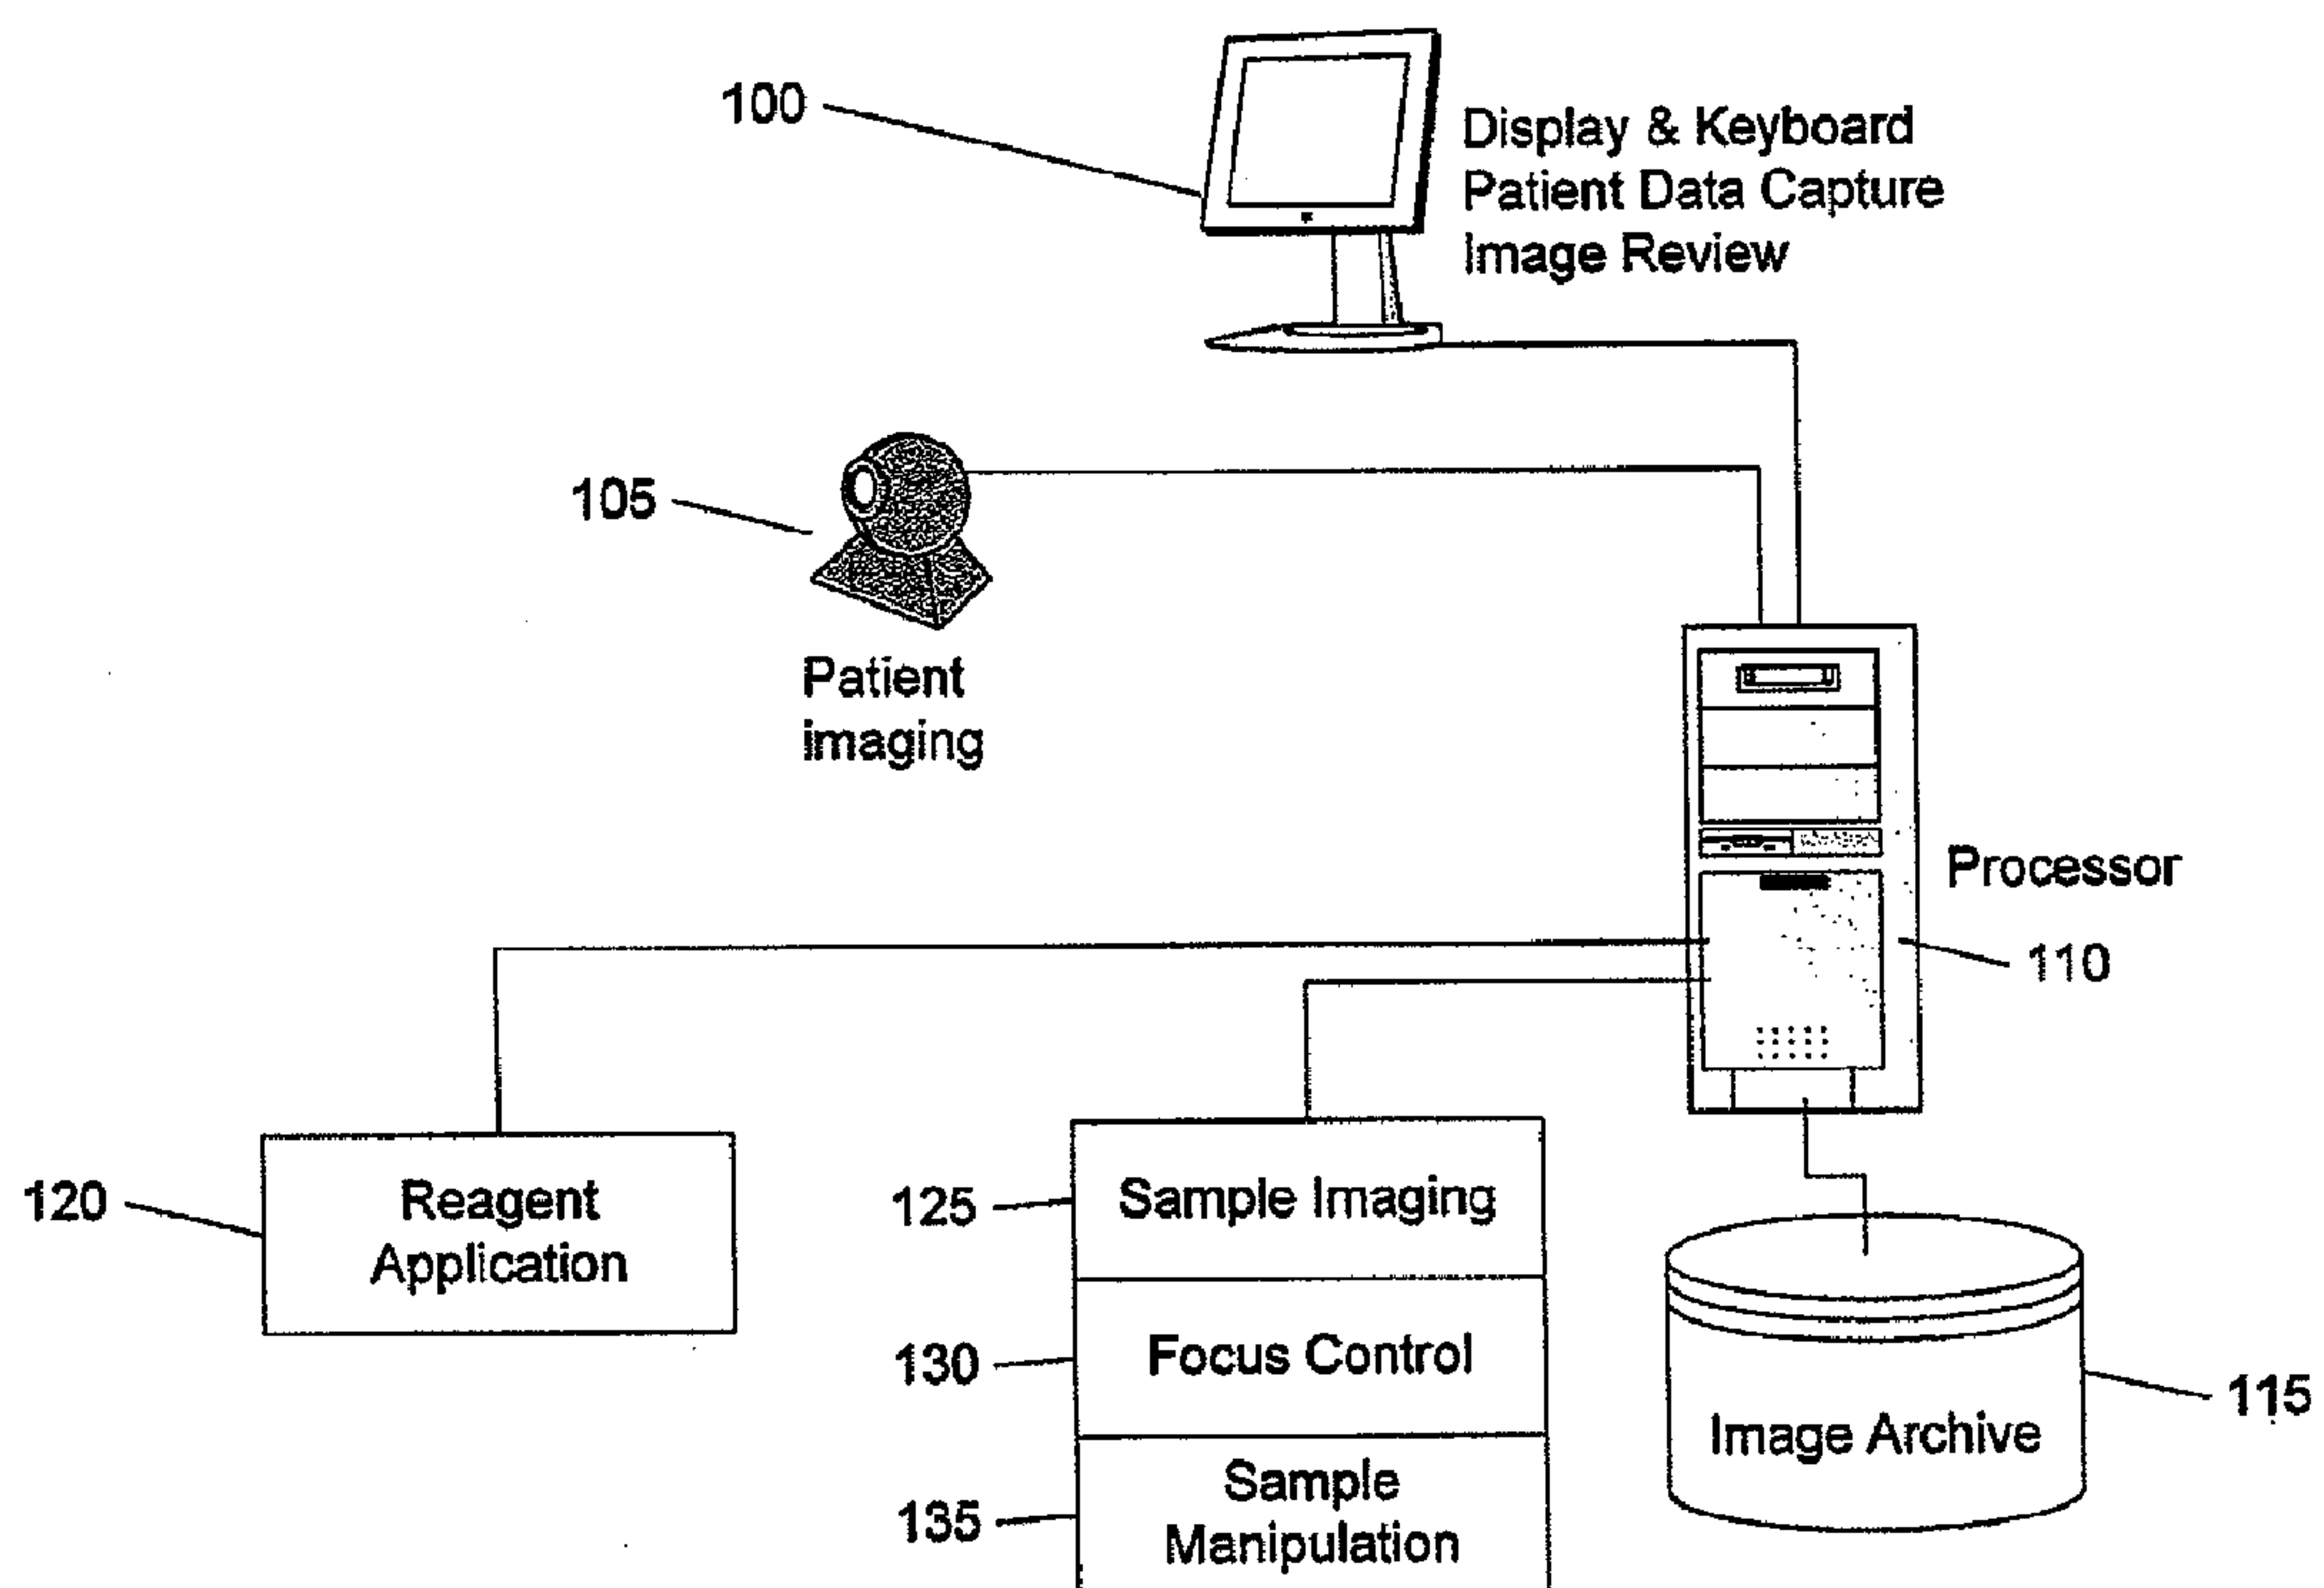 100
Display & Keyboard
Patient Data Capture
Image Review
105
Patient
imaging
Processor
110
120
Reagent
Application
125
Sample Imaging
130
Focus Control
135
Sample
Manipulation
Image Archive
115